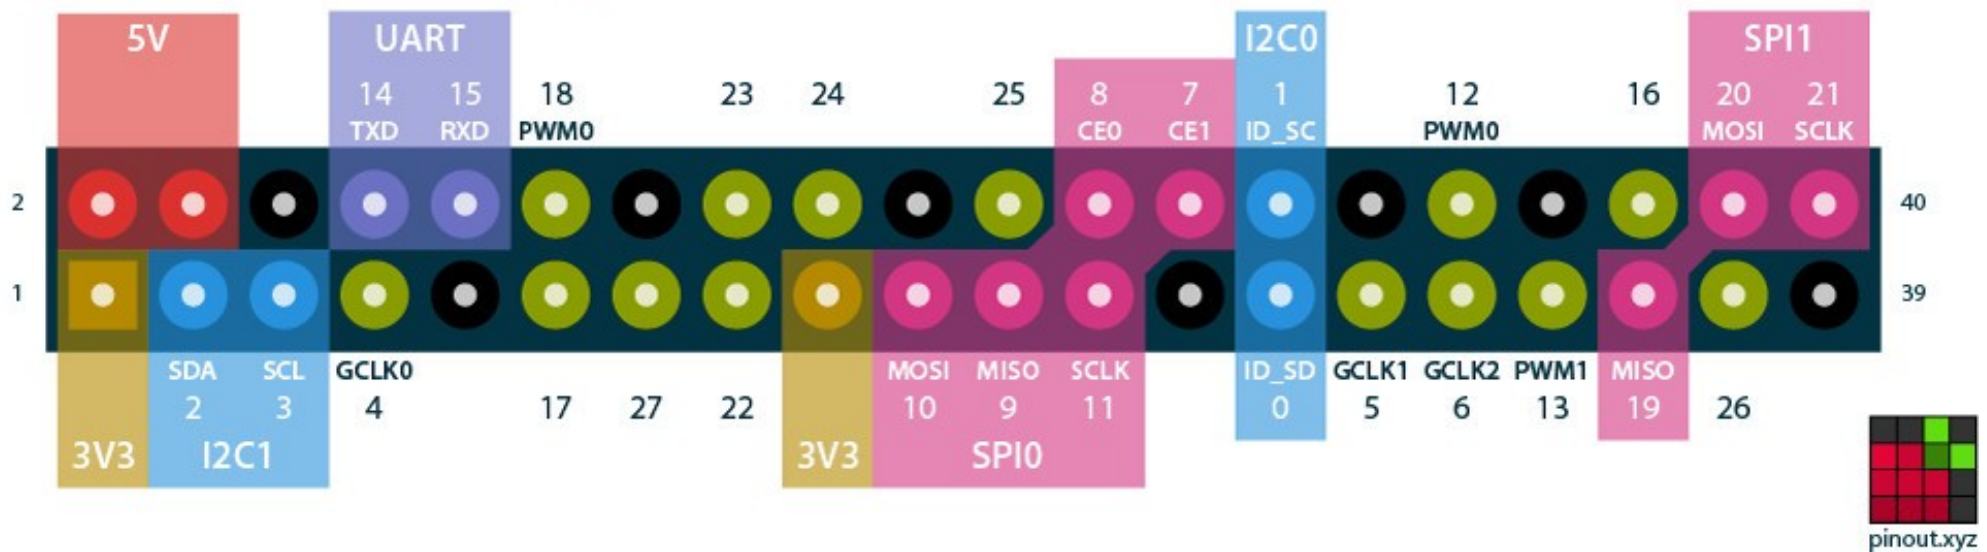 5V UART I2C0 SPI1
14 15 18 23 24 25 8 7 1 12 16 20 21
TXD RXD PWM0 CE0 CE1 ID_SC PWM0 MOSI SCLK
2 40
1 39
SDA SCL GCLK0 MOSI MISO SCLK ID_SD GCLK1 GCLK2 PWM1 MISO
2 3 4 17 27 22 10 9 11 0 5 6 13 19 26
3V3 I2C1 3V3 SPI0
pinout.xyz